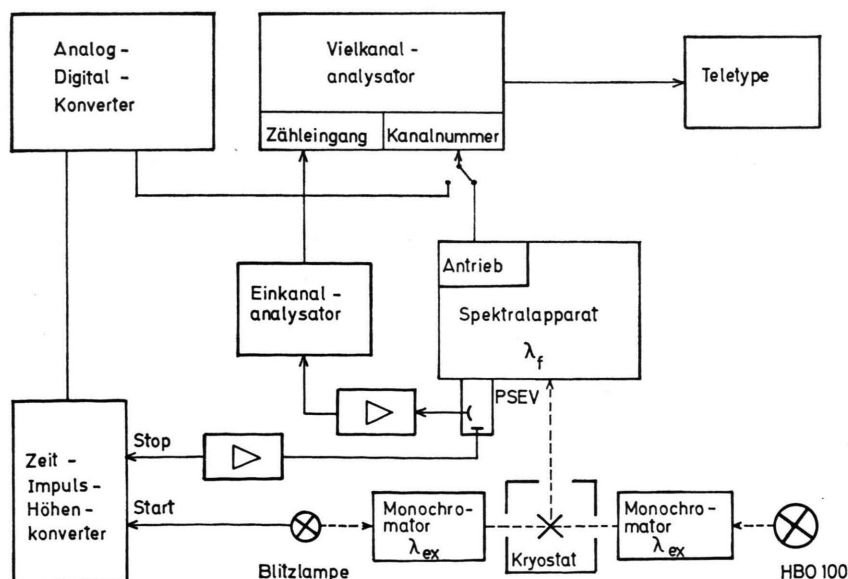 Analog -
Digital -
Konverter
Vielkanal -
analysator
Zähleingang
Kanalnummer
Teletype
Einkanal -
analysator
Antrieb
Spektralapparat
λf
PSEV
Zeit -
Impuls -
Höhen -
konverter
Stop
Start
Blitzlampe
Monochro-
mator
λex
Kryostat
Monochro-
mator
λex
HBO 100